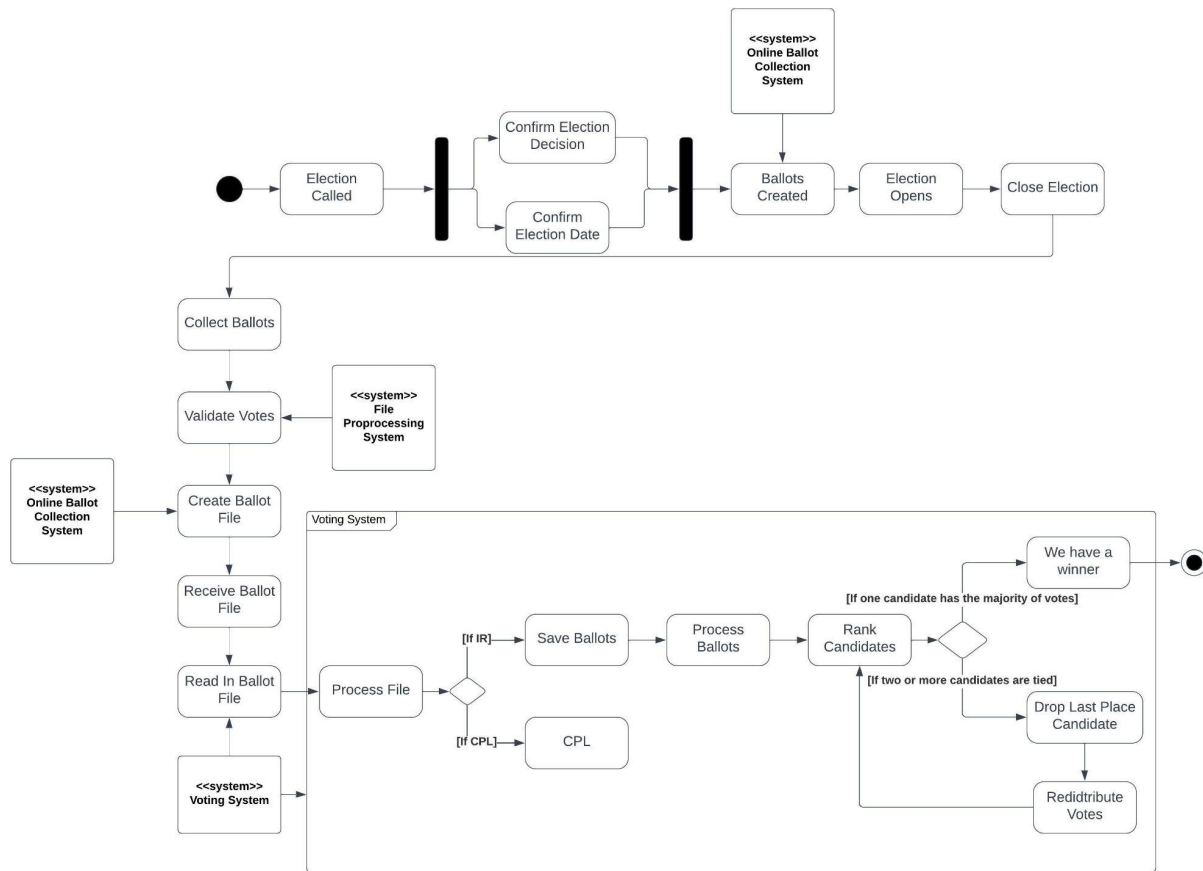 <<system>>
Online Ballot
Collection
System
Confirm Election
Decision
Election
Called
Confirm
Election Date
Ballots
Created
Election
Opens
Close Election
Collect Ballots
Validate Votes
<<system>>
File
Proprocessing
System
<<system>>
Online Ballot
Collection
System
Create Ballot
File
Voting System
Receive Ballot
File
We have a
winner
[If one candidate has the majority of votes]
[If IR]
Save Ballots
Process
Ballots
Rank
Candidates
[If two or more candidates are tied]
Read In Ballot
File
Process File
Drop Last Place
Candidate
[If CPL]
CPL
<<system>>
Voting System
Redidtribute
Votes